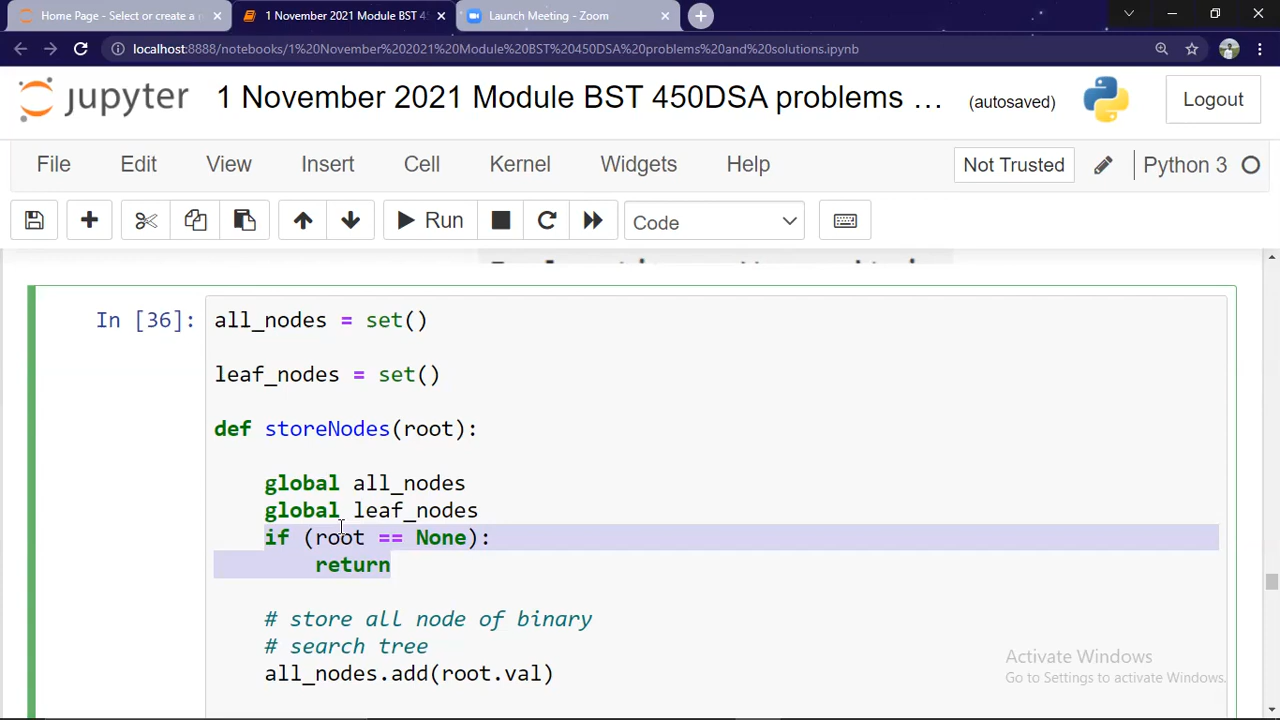 Home Page - Select or create a n
1 November 2021 Module BST 45
Launch Meeting - Zoom
localhost:8888/notebooks/1%20November%202021%20Module%20BST%20450DSA%20problems%20and%20solutions.ipynb
jupyter 1 November 2021 Module BST 450DSA problems ... (autosaved)
Logout
File Edit View Insert Cell Kernel Widgets Help
Not Trusted
Python 3
Run
Code
In [36]:
all_nodes = set()
leaf_nodes = set()
def storeNodes(root):
global all_nodes
global leaf_nodes
if (root == None):
return
# store all node of binary
# search tree
all_nodes.add(root.val)
Activate Windows
Go to Settings to activate Windows.